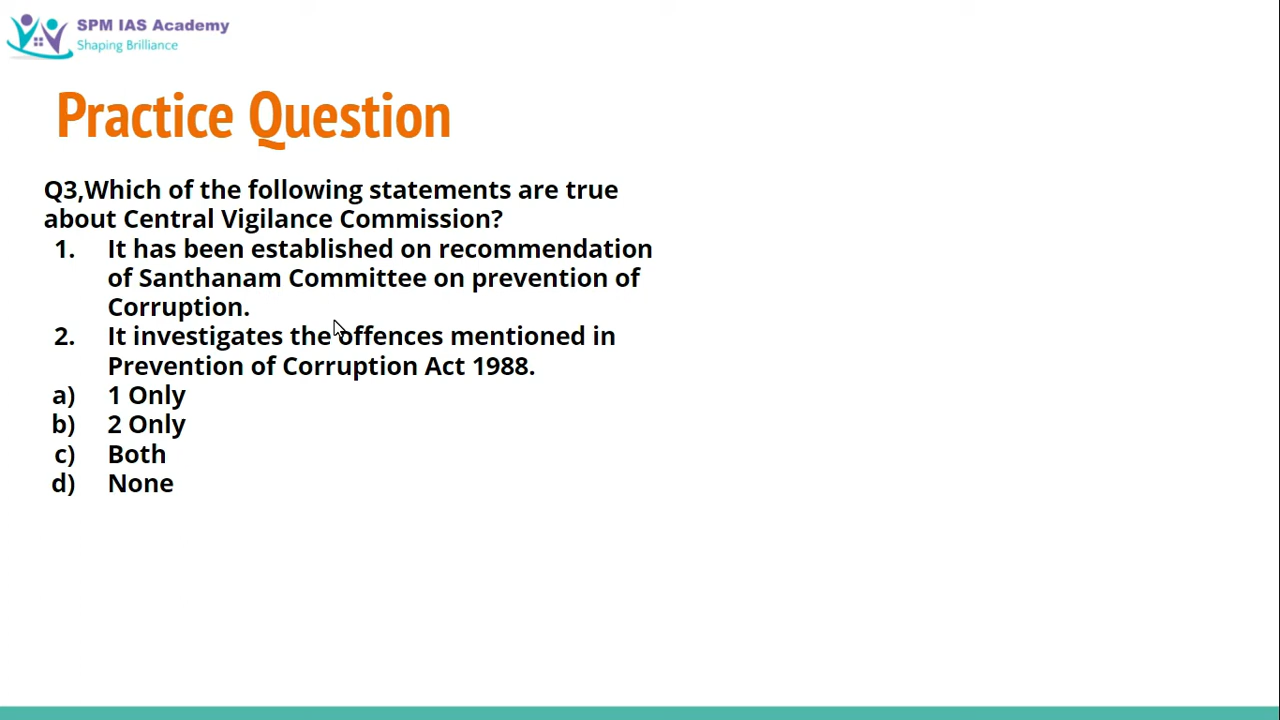 SPM IAS Academy
Shaping Brilliance
Practice Question
Q3,Which of the following statements are true
about Central Vigilance Commission?
1. It has been established on recommendation
of Santhanam Committee on prevention of
Corruption.
2. It investigates the offences mentioned in
Prevention of Corruption Act 1988.
a) 1 Only
b) 2 Only
c) Both
d) None